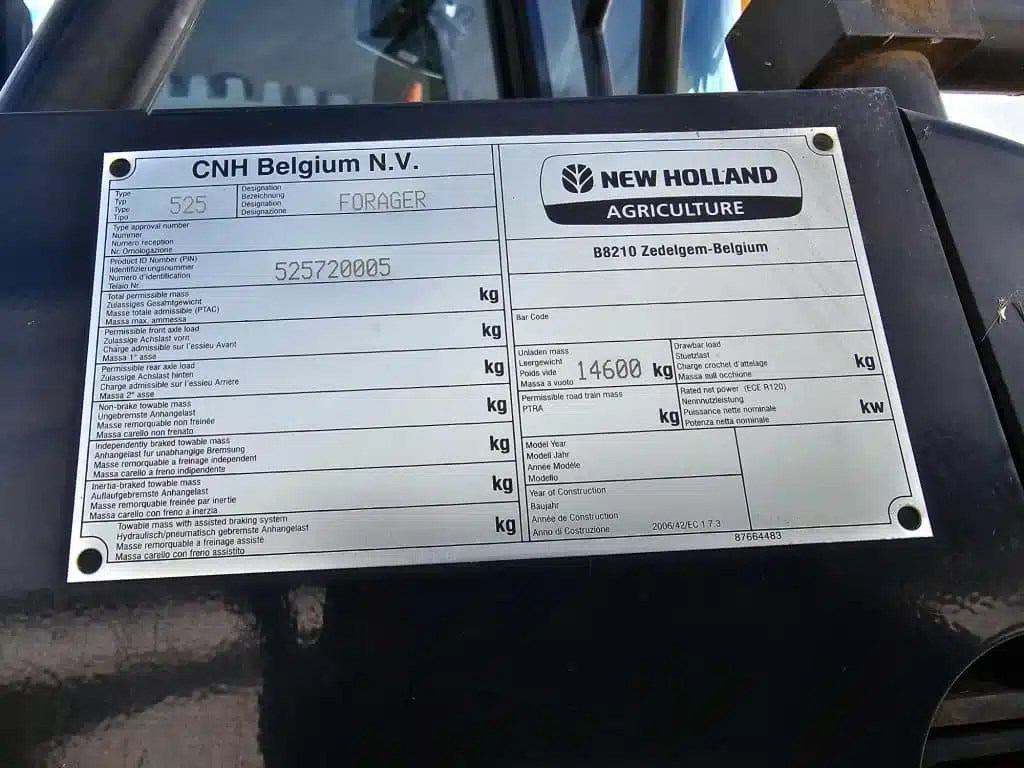 CNH Belgium N.V.
Type
Typ
Type
Tipo
525
Designation
Bezeichnung
Désignation
Designazione
FORAGER
Type approval number
Nummer
Numéro reception
Nr. Omologazione
Product ID Number (PIN)
Identifizierungsnummer
Numero d'identification
Telaio Nr.
525720005
Total permissible mass
Zulassiges Gesamtgewicht
Masse totale admissible (PTAC)
Massa max. ammessa
kg
Permissible front axle load
Zulassige Achslast vorn
Charge admissible sur l'essieu Avant
Massa 1° asse
kg
Permissible rear axle load
Zulassige Achslast hinten
Charge admissible sur l'essieu Arrière
Massa 2° asse
kg
Non-brake towable mass
Ungebremste Anhangelast
Masse remorquable non freinée
Massa carello non frenato
kg
Independently braked towable mass
Anhangelast fur unabhangige Bremsung
Masse remorquable a freinage independent
Massa carello a freno indipendente
kg
Inertia-braked towable mass
Auflaufgebremste Anhangelast
Masse remorquable freinée par inertie
Massa carello con freno a inerzia
kg
Towable mass with assisted braking system
Hydraulisch/pneumatisch gebremste Anhangelast
Masse remorquable a freinage assisté
Massa carello con freno assistito
kg
NEW HOLLAND
AGRICULTURE
B8210 Zedelgem-Belgium
Bar Code
Unladen mass
Leergewicht
Poids vide
Massa a vuoto
14600 kg
Drawbar load
Stuetzlast
Charge crochet d'attelage
Massa sull occhione
kg
Permissible road train mass
PTRA
kg
Rated net power (ECE R120)
Nennnutzleistung
Puissance nette nominale
Potenza netta nominale
kw
Model Year
Modell Jahr
Année Modèle
Modello
Year of Construction
Baujahr
Année de Construction
Anno di Costruzione
2006/42/EC 1.7.3
87664483